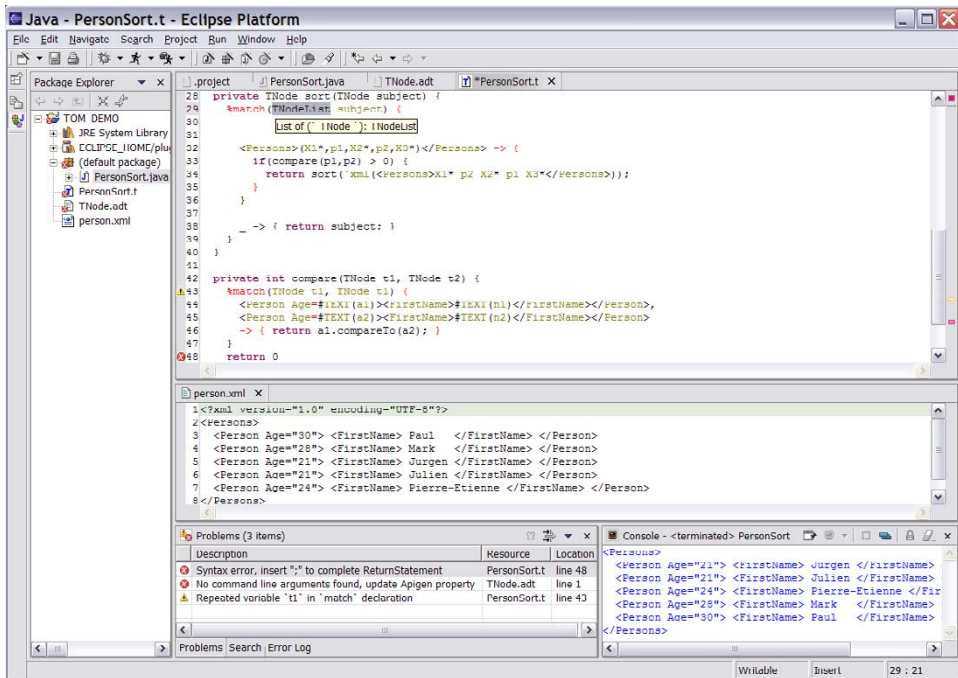 Java - PersonSort.t - Eclipse Platform
File Edit Navigate Search Project Run Window Help
Package Explorer
TOM DEMO
JRE System Library
ECLIPSE_HOME/plu
(default package)
PersonSort.java
PersonSort.t
TNode.adt
person.xml
.project PersonSort.java TNode.adt *PersonSort.t
28 private TNode sort(TNode subject) {
29 %match(TNodeList subject) {
30
List of (` TNode `): TNodeList
31
32 <Persons>(X1*,p1,X2*,p2,X3*)</Persons> -> {
33 if(compare(p1,p2) > 0) {
34 return sort(`xml(<Persons>X1* p2 X2* p1 X3*</Persons>));
35 }
36 }
37
38 _ -> { return subject; }
39 }
40 }
41
42 private int compare(TNode t1, TNode t2) {
43 %match(TNode t1, TNode t1) {
44 <Person Age=#TEXT(a1)><FirstName>#TEXT(n1)</FirstName></Person>,
45 <Person Age=#TEXT(a2)><FirstName>#TEXT(n2)</FirstName></Person>
46 -> { return a1.compareTo(a2); }
47 }
48 return 0
person.xml
1 <?xml version="1.0" encoding="UTF-8"?>
2 <Persons>
3 <Person Age="30"> <FirstName> Paul </FirstName> </Person>
4 <Person Age="28"> <FirstName> Mark </FirstName> </Person>
5 <Person Age="21"> <FirstName> Jurgen </FirstName> </Person>
6 <Person Age="21"> <FirstName> Julien </FirstName> </Person>
7 <Person Age="24"> <FirstName> Pierre-Etienne </FirstName> </Person>
8 </Persons>
Problems (3 items)
Description Resource Location
Syntax error, insert ";" to complete ReturnStatement PersonSort.t line 48
No command line arguments found, update Apigen property TNode.adt line 1
Repeated variable `t1` in `match` declaration PersonSort.t line 43
Problems Search Error Log
Console - <terminated> PersonSort
<Persons>
<Person Age="21"> <FirstName> Jurgen </FirstName>
<Person Age="21"> <FirstName> Julien </FirstName>
<Person Age="24"> <FirstName> Pierre-Etienne </Fir
<Person Age="28"> <FirstName> Mark </FirstName>
<Person Age="30"> <FirstName> Paul </FirstName>
</Persons>
Writable Insert 29 : 21